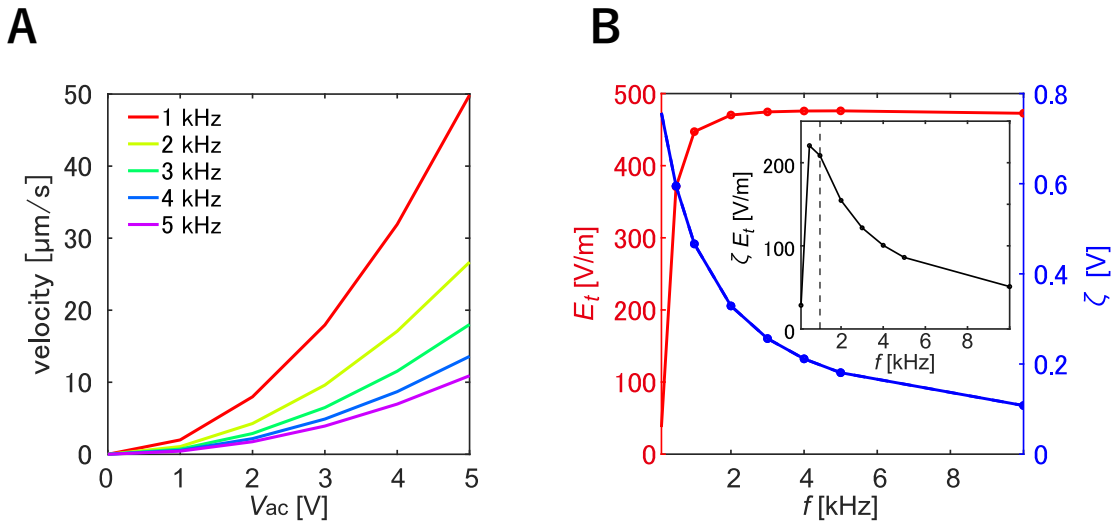 A
velocity [μm/s]
50
40
30
20
10
0
1 kHz
2 kHz
3 kHz
4 kHz
5 kHz
0 1 2 3 4 5
Vac [V]
B
Et [V/m]
500
400
300
200
100
0
ζ Et [V/m]
200
100
0
2 4 6 8
f [kHz]
0.8
0.6
0.4
0.2
0
ζ [V]
2 4 6 8
f [kHz]